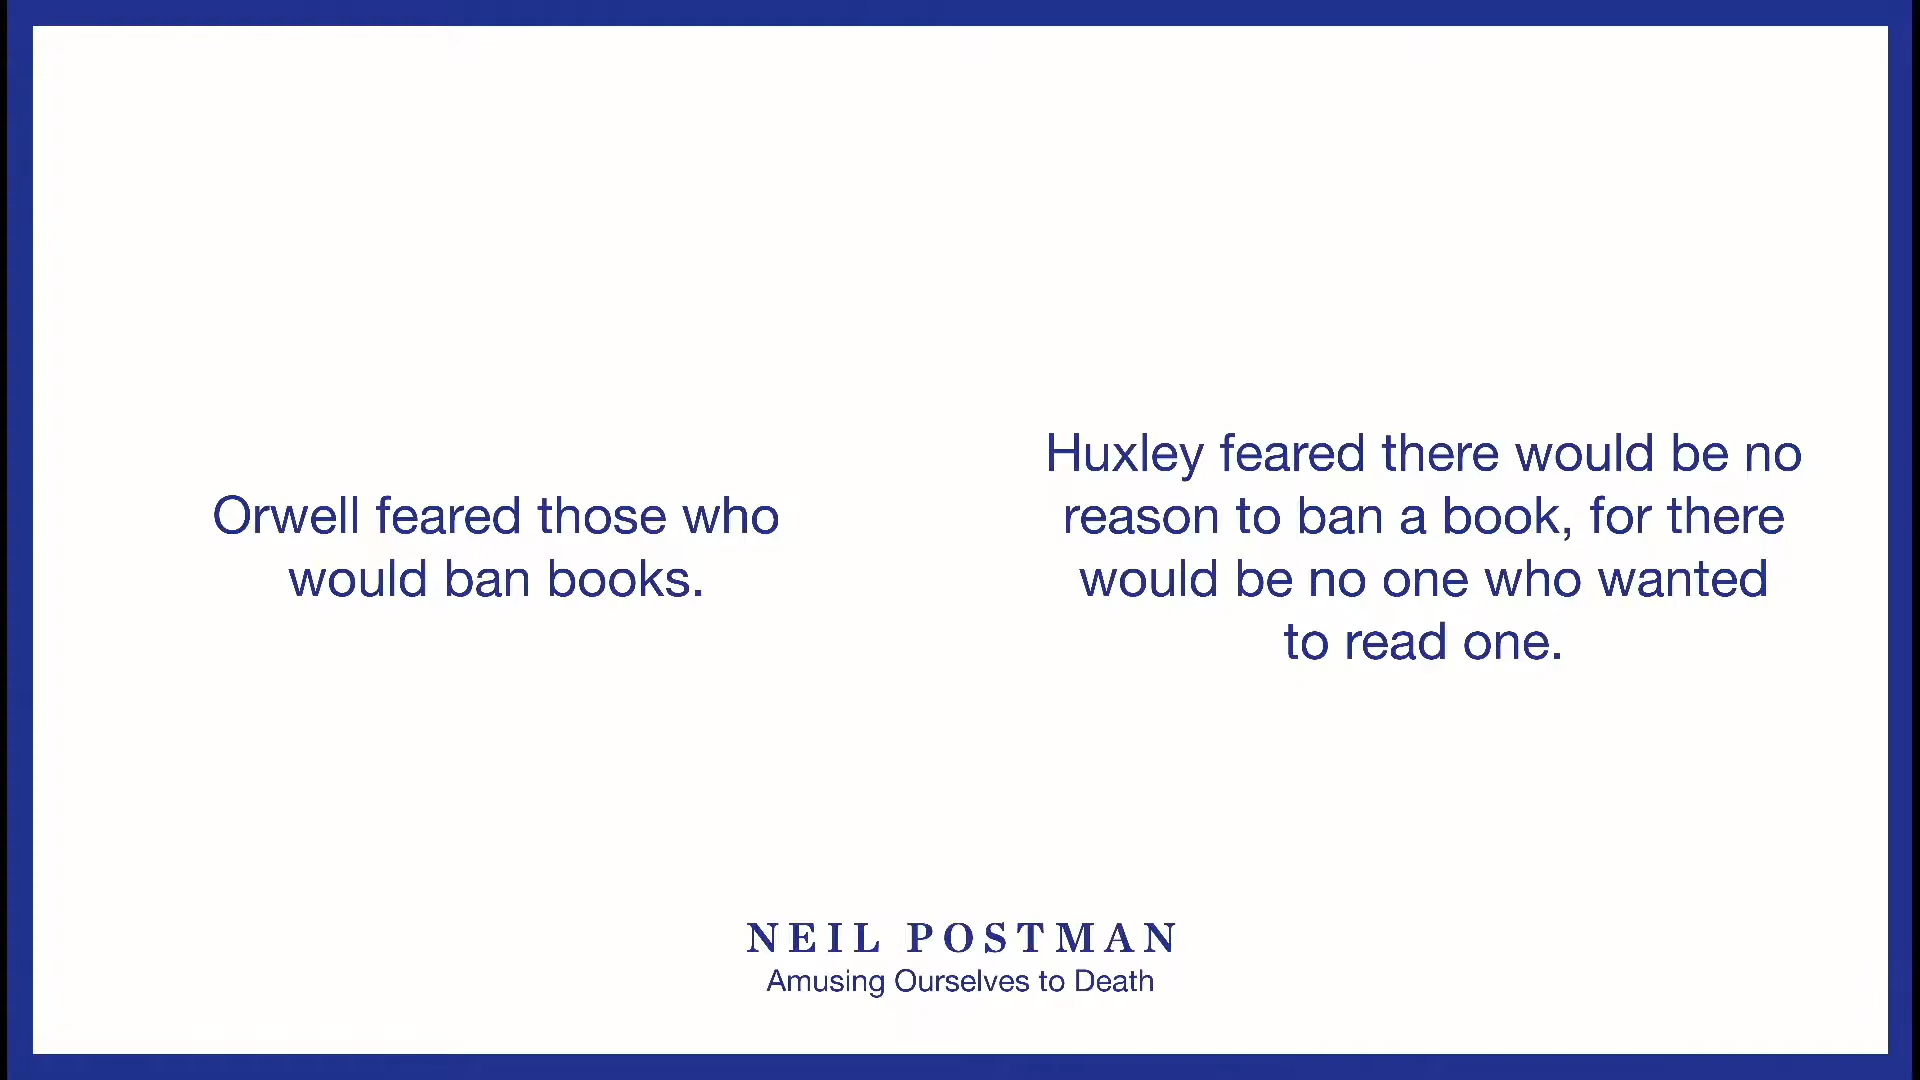 Orwell feared those who
would ban books.
Huxley feared there would be no
reason to ban a book, for there
would be no one who wanted
to read one.
NEIL POSTMAN
Amusing Ourselves to Death